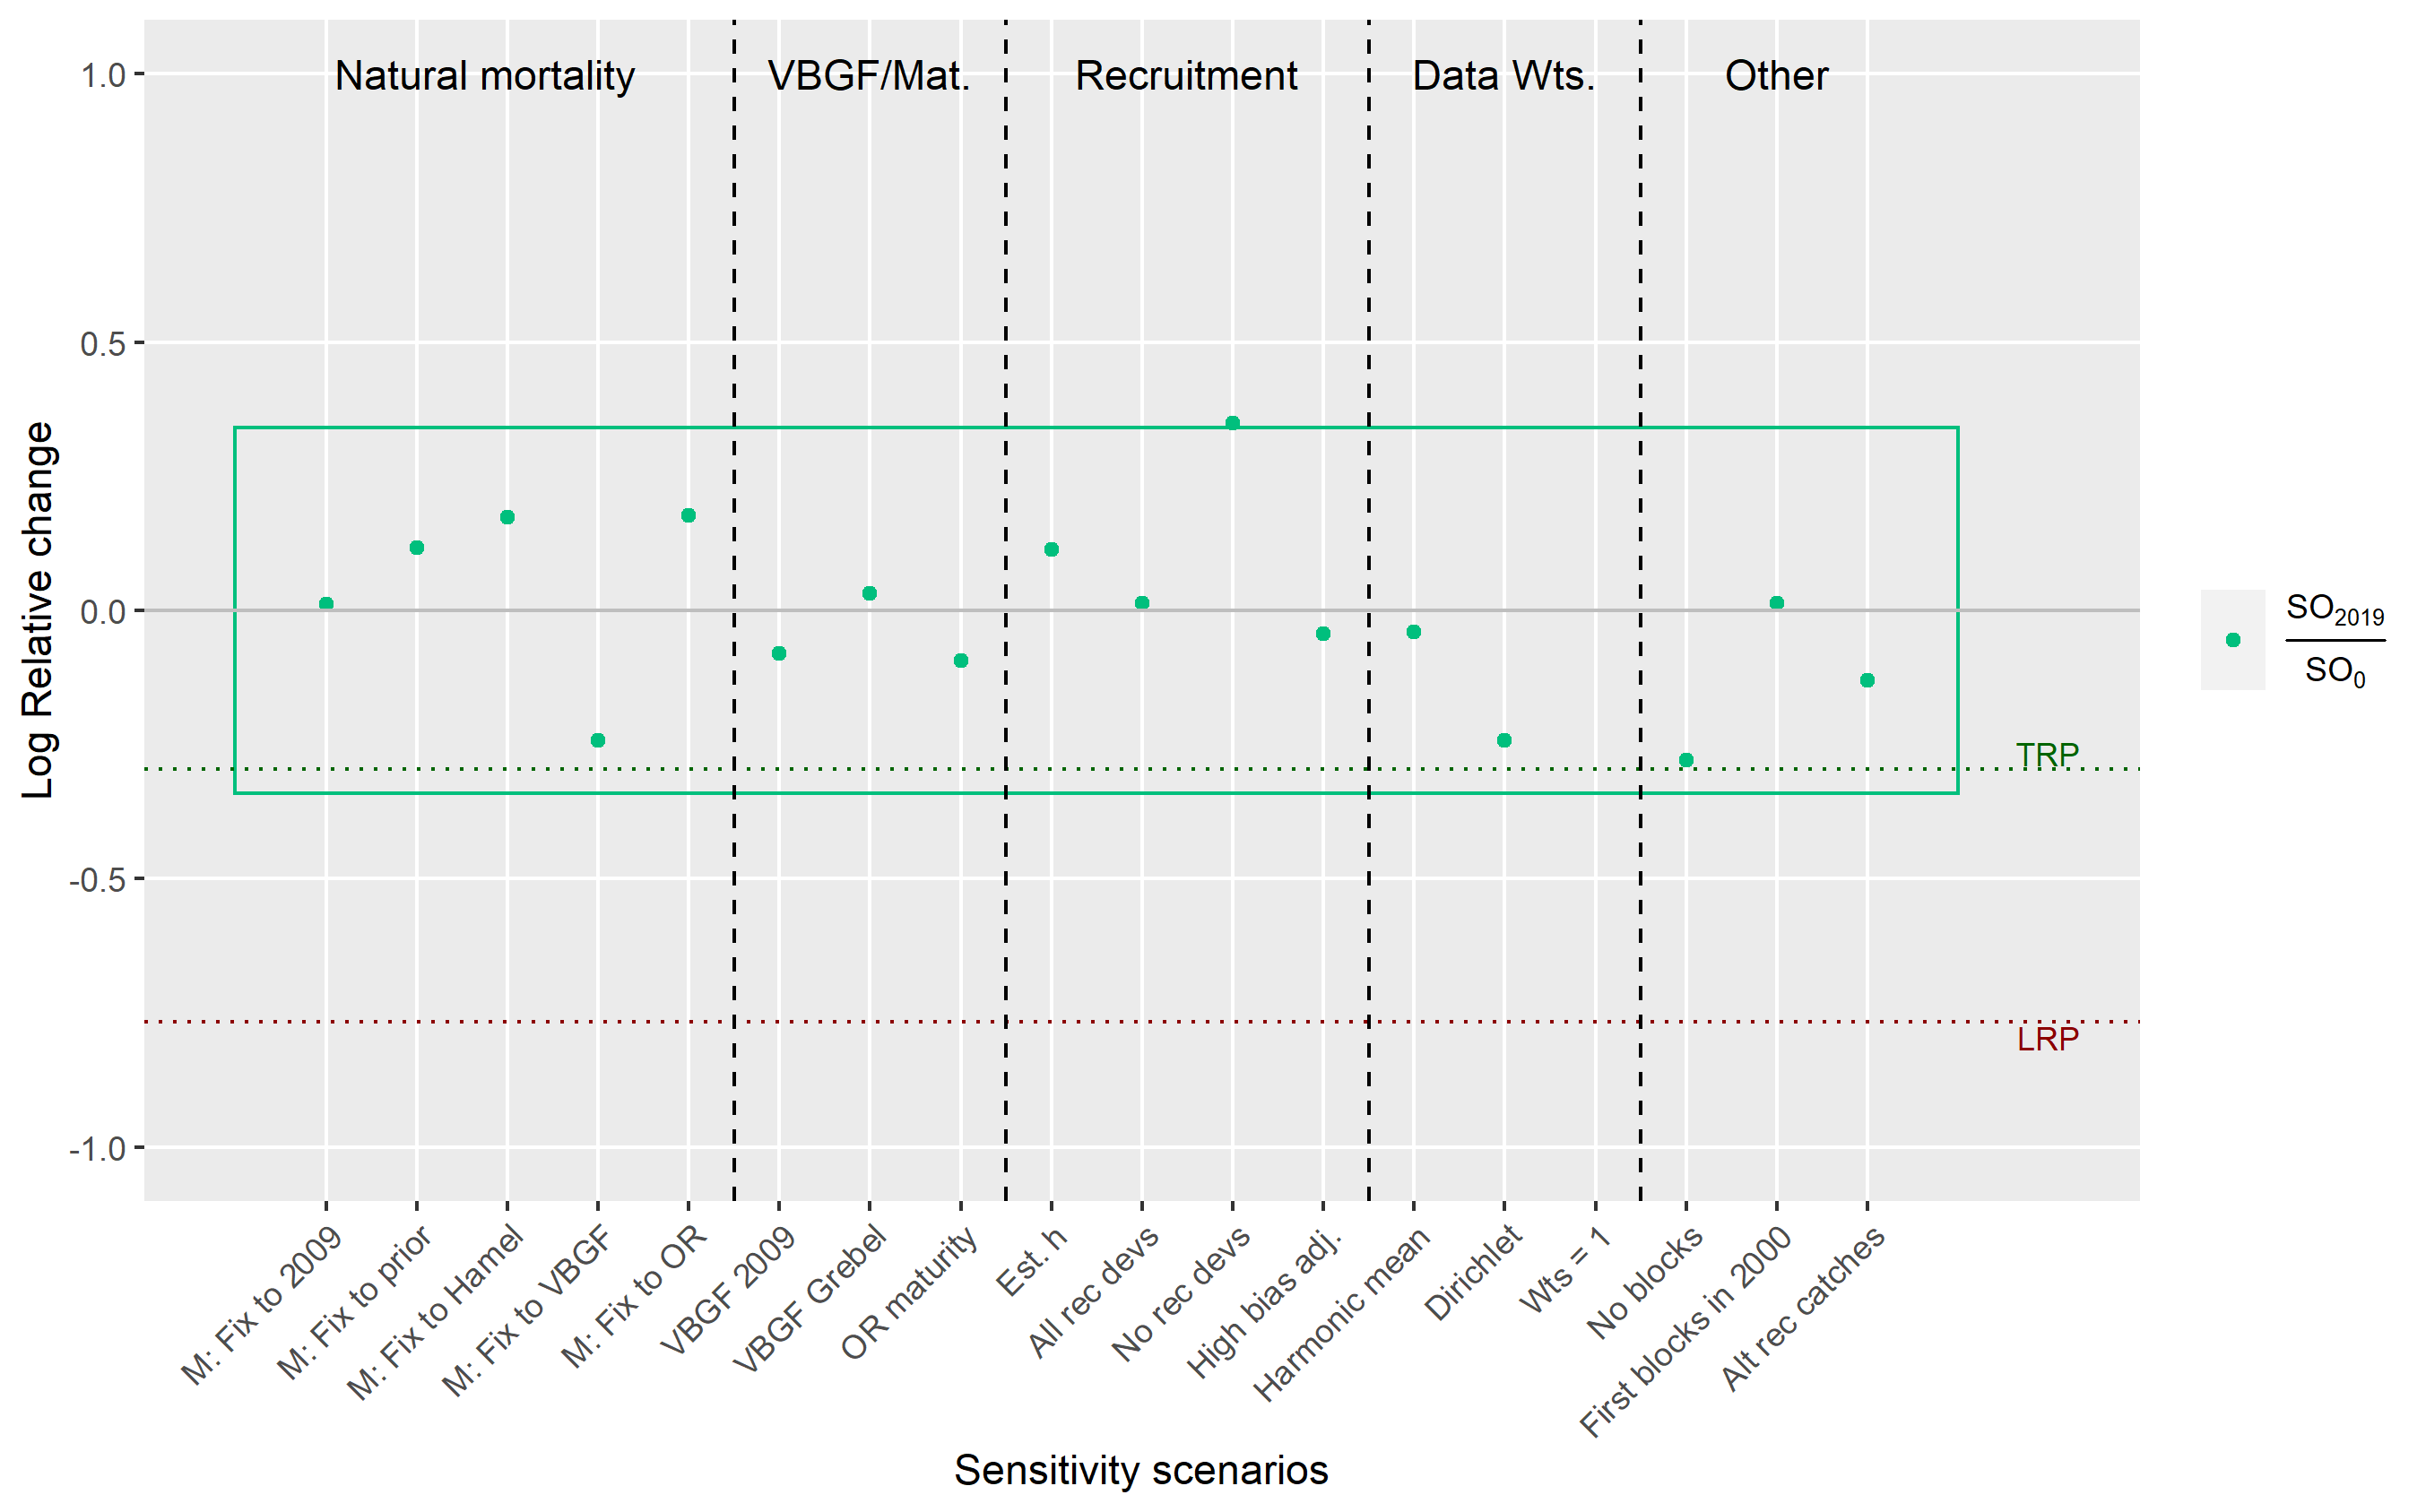 Natural mortality
VBGF/Mat.
Recruitment
Data Wts.
Other
Log Relative change
1.0
0.5
0.0
-0.5
-1.0
TRP
LRP
SO2019
SO0
M: Fix to 2009
M: Fix to prior
M: Fix to Hamel
M: Fix to VBGF
M: Fix to OR
VBGF 2009
VBGF Grebel
OR maturity
Est. h
All rec devs
No rec devs
High bias adj.
Harmonic mean
Dirichlet
Wts = 1
No blocks
First blocks in 2000
Alt rec catches
Sensitivity scenarios